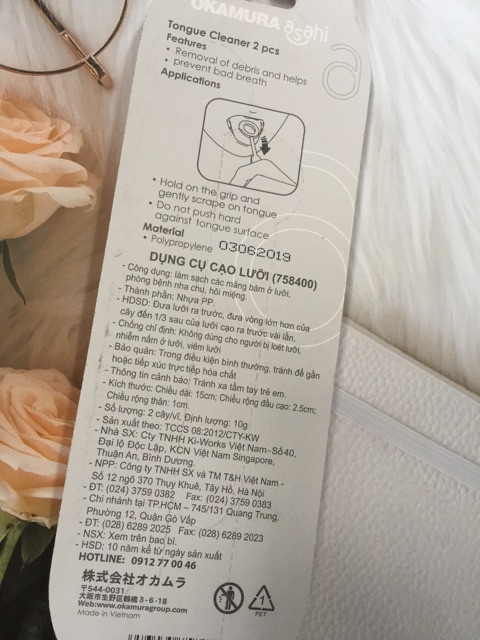 OKAMURA asahi
Tongue Cleaner 2 pcs
Features
• Removal of debris and helps
• prevent bad breath
Applications
• Hold on the grip and
gently scrape on tongue
• Do not push hard
against tongue surface
Material
• Polypropylene 03062019
DỤNG CỤ CẠO LƯỠI (758400)
- Công dụng: làm sạch các mảng bám ở lưỡi,
phòng bệnh nha chu, hôi miệng.
- Thành phần: Nhựa PP.
- HDSD: Đưa lưỡi ra trước, đưa vòng lớn hơn của
cây đến 1/3 sau của lưỡi cạo ra trước vài lần.
- Chống chỉ định: Không dùng cho người bị loét lưỡi,
nhiễm nấm ở lưỡi, viêm lưỡi
- Bảo quản: Trong điều kiện bình thường, tránh để gần
hoặc tiếp xúc trực tiếp hóa chất
- Thông tin cảnh báo: Tránh xa tầm tay trẻ em.
- Kích thước: Chiều dài: 15cm; Chiều rộng đầu cạo: 2.5cm;
Chiều rộng thân: 1cm.
- Số lượng: 2 cây/vỉ, Định lượng: 10g
- Sản xuất theo: TCCS 08:2012/CTY-KW
- Nhà SX: Cty TNHH Ki-Works Việt Nam-Số40,
Đại lộ Độc Lập, KCN Việt Nam Singapore,
Thuận An, Bình Dương.
- NPP: Công ty TNHH SX và TM T&H Việt Nam -
Số 12 ngõ 370 Thụy Khuê, Tây Hồ, Hà Nội
- ĐT: (024) 3759 0382 Fax: (024) 3759 0383
- Chi nhánh tại TP.HCM – 745/131 Quang Trung,
Phường 12, Quận Gò Vấp
- ĐT: (028) 6289 2025 Fax: (028) 6289 2023
- NSX: Xem trên bao bì.
- HSD: 10 năm kể từ ngày sản xuất
HOTLINE: 0912 77 00 46
株式会社オカムラ
〒544-0031
大阪市生野区鶴橋3-6-18
Web:www.okamuragroup.com
Made in Vietnam
1
PET